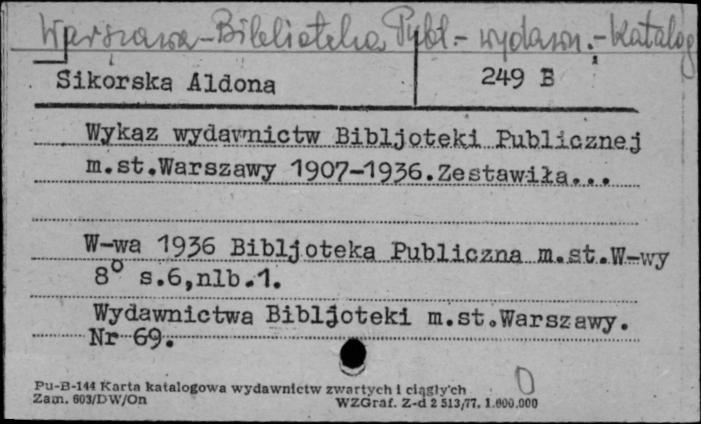 Warszawa-Biblioteka Publ.- wydawn.- katalog
Sikorska Aldona 249 B
Wykaz wydawnictw Bibljoteki Publicznej
m.st.Warszawy 1907-1936.Zestawiła...
W-wa 1936 Bibljoteka Publiczna m.st.W-wy
8° s.6,nlb.1.
Wydawnictwa Bibljoteki m.st.Warszawy.
Nr 69.
Pu-B-144 Karta katalogowa wydawnictw zwartych i ciągłych
Zam. 603/DW/On WZGraf. Z-d 2 513/77. 1.000.000